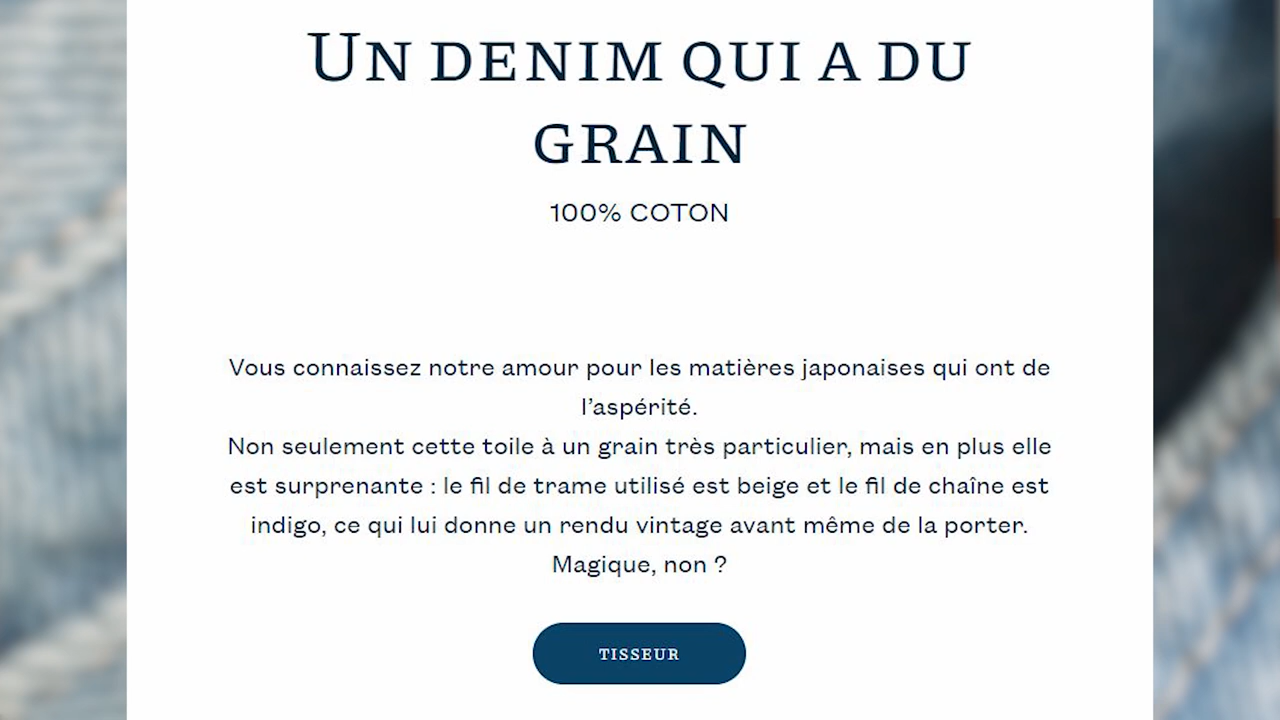 Un denim qui a du
grain
100% COTON
Vous connaissez notre amour pour les matières japonaises qui ont de
l’aspérité.
Non seulement cette toile à un grain très particulier, mais en plus elle
est surprenante : le fil de trame utilisé est beige et le fil de chaîne est
indigo, ce qui lui donne un rendu vintage avant même de la porter.
Magique, non ?
TISSEUR